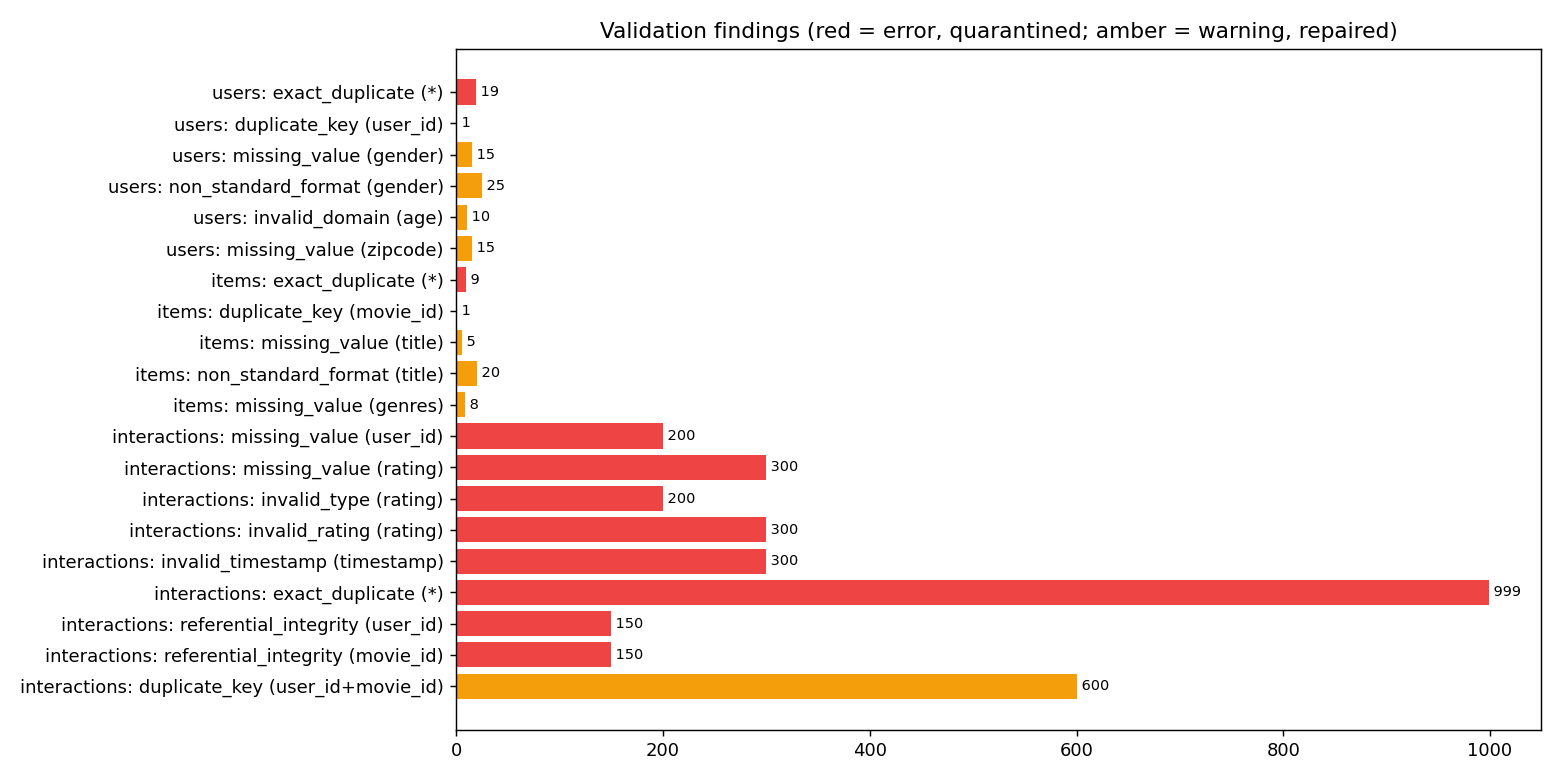 Validation findings (red = error, quarantined; amber = warning, repaired)
users: exact_duplicate (*) 19
users: duplicate_key (user_id) 1
users: missing_value (gender) 15
users: non_standard_format (gender) 25
users: invalid_domain (age) 10
users: missing_value (zipcode) 15
items: exact_duplicate (*) 9
items: duplicate_key (movie_id) 1
items: missing_value (title) 5
items: non_standard_format (title) 20
items: missing_value (genres) 8
interactions: missing_value (user_id) 200
interactions: missing_value (rating) 300
interactions: invalid_type (rating) 200
interactions: invalid_rating (rating) 300
interactions: invalid_timestamp (timestamp) 300
interactions: exact_duplicate (*) 999
interactions: referential_integrity (user_id) 150
interactions: referential_integrity (movie_id) 150
interactions: duplicate_key (user_id+movie_id) 600
0 200 400 600 800 1000